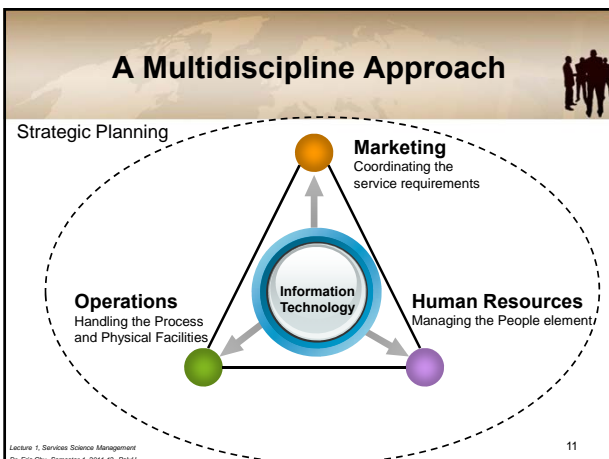 A Multidiscipline Approach
Strategic Planning
Marketing
Coordinating the
service requirements
Information
Technology
Operations
Handling the Process
and Physical Facilities
Human Resources
Managing the People element
Lecture 1, Services Science Management
11